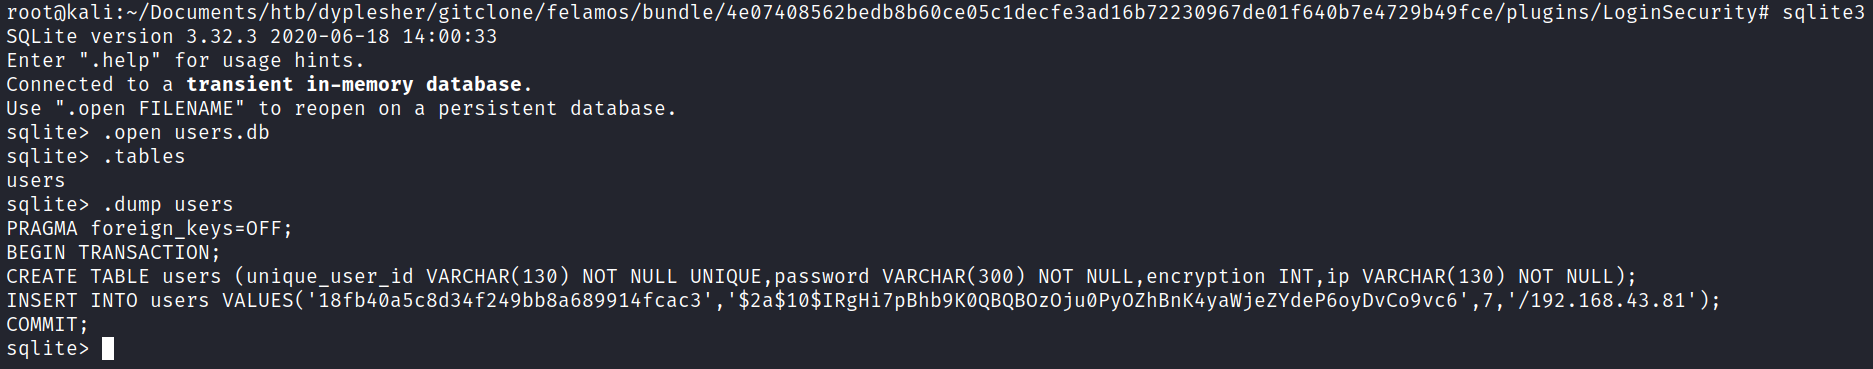 root@kali:~/Documents/htb/dyplesher/gitclone/felamos/bundle/4e07408562bedb8b60ce05c1decfe3ad16b72230967de01f640b7e4729b49fce/plugins/LoginSecurity# sqlite3
SQLite version 3.32.3 2020-06-18 14:00:33
Enter ".help" for usage hints.
Connected to a transient in-memory database.
Use ".open FILENAME" to reopen on a persistent database.
sqlite> .open users.db
sqlite> .tables
users
sqlite> .dump users
PRAGMA foreign_keys=OFF;
BEGIN TRANSACTION;
CREATE TABLE users (unique_user_id VARCHAR(130) NOT NULL UNIQUE,password VARCHAR(300) NOT NULL,encryption INT,ip VARCHAR(130) NOT NULL);
INSERT INTO users VALUES('18fb40a5c8d34f249bb8a689914fcac3','$2a$10$IRgHi7pBhb9K0QBQBOzOju0PyOZhBnK4yaWjeZYdeP6oyDvCo9vc6',7,'/192.168.43.81');
COMMIT;
sqlite>